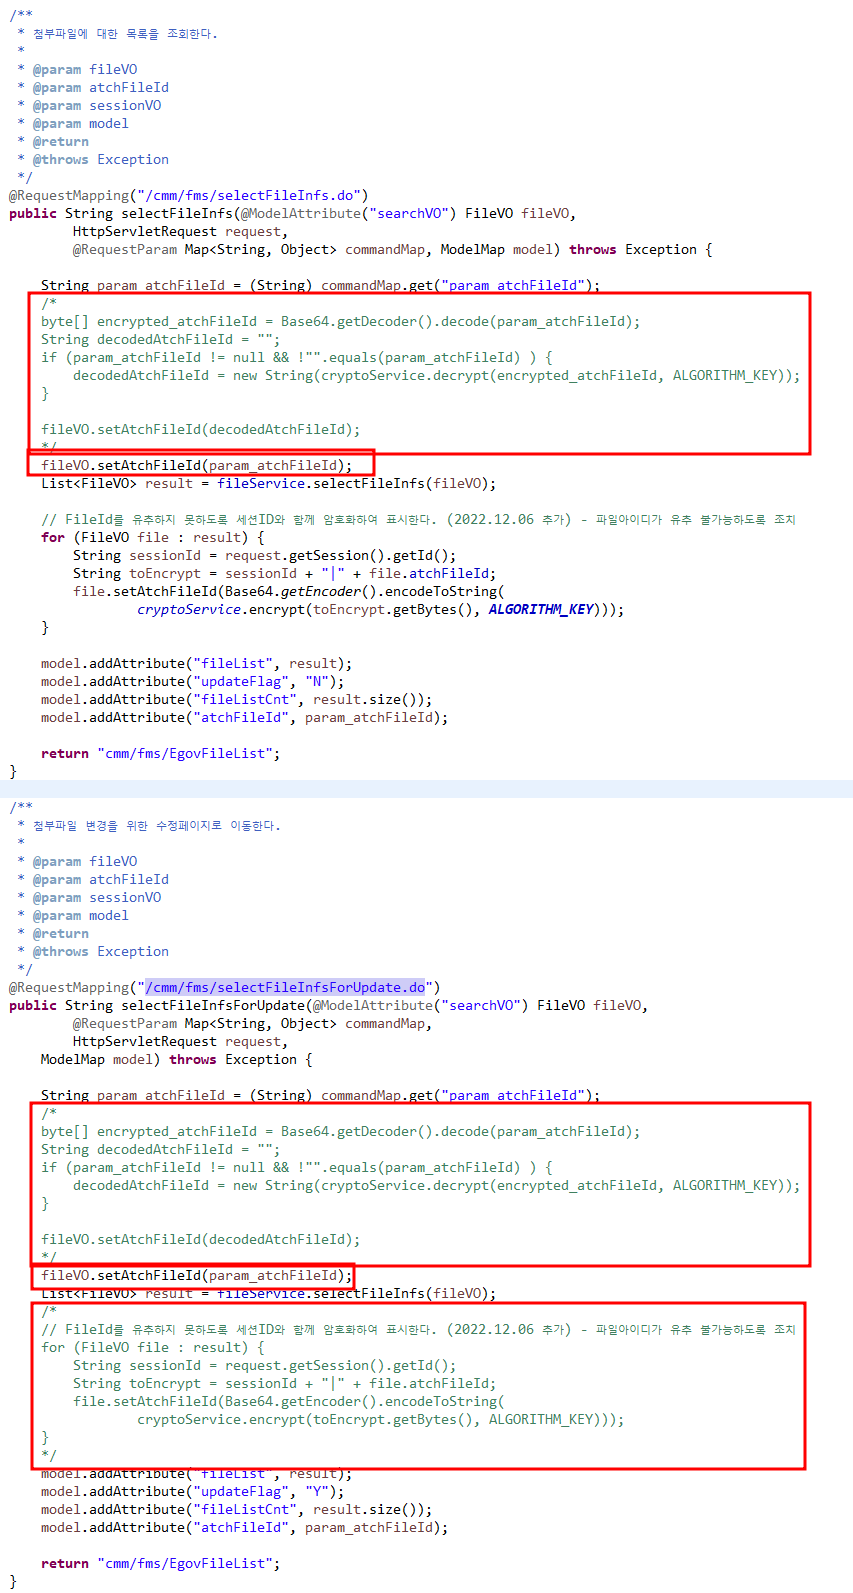 /**
 * 첨부파일에 대한 목록을 조회한다.
 *
 * @param fileVO
 * @param atchFileId
 * @param sessionVO
 * @param model
 * @return
 * @throws Exception
 */
@RequestMapping("/cmm/fms/selectFileInfs.do")
public String selectFileInfs(@ModelAttribute("searchVO") FileVO fileVO,
        HttpServletRequest request,
        @RequestParam Map<String, Object> commandMap, ModelMap model) throws Exception {

    String param_atchFileId = (String) commandMap.get("param_atchFileId");
    /*
    byte[] encrypted_atchFileId = Base64.getDecoder().decode(param_atchFileId);
    String decodedAtchFileId = "";
    if (param_atchFileId != null && !"".equals(param_atchFileId) ) {
        decodedAtchFileId = new String(cryptoService.decrypt(encrypted_atchFileId, ALGORITHM_KEY));
    }

    fileVO.setAtchFileId(decodedAtchFileId);
    */
    fileVO.setAtchFileId(param_atchFileId);
    List<FileVO> result = fileService.selectFileInfs(fileVO);

    // FileId를 유추하지 못하도록 세션ID와 함께 암호화하여 표시한다. (2022.12.06 추가) - 파일아이디가 유추 불가능하도록 조치
    for (FileVO file : result) {
        String sessionId = request.getSession().getId();
        String toEncrypt = sessionId + "|" + file.atchFileId;
        file.setAtchFileId(Base64.getEncoder().encodeToString(
                cryptoService.encrypt(toEncrypt.getBytes(), ALGORITHM_KEY)));
    }

    model.addAttribute("fileList", result);
    model.addAttribute("updateFlag", "N");
    model.addAttribute("fileListCnt", result.size());
    model.addAttribute("atchFileId", param_atchFileId);

    return "cmm/fms/EgovFileList";
}

/**
 * 첨부파일 변경을 위한 수정페이지로 이동한다.
 *
 * @param fileVO
 * @param atchFileId
 * @param sessionVO
 * @param model
 * @return
 * @throws Exception
 */
@RequestMapping("/cmm/fms/selectFileInfsForUpdate.do")
public String selectFileInfsForUpdate(@ModelAttribute("searchVO") FileVO fileVO,
        @RequestParam Map<String, Object> commandMap,
        HttpServletRequest request,
    ModelMap model) throws Exception {

    String param_atchFileId = (String) commandMap.get("param_atchFileId");
    /*
    byte[] encrypted_atchFileId = Base64.getDecoder().decode(param_atchFileId);
    String decodedAtchFileId = "";
    if (param_atchFileId != null && !"".equals(param_atchFileId) ) {
        decodedAtchFileId = new String(cryptoService.decrypt(encrypted_atchFileId, ALGORITHM_KEY));
    }

    fileVO.setAtchFileId(decodedAtchFileId);
    */
    fileVO.setAtchFileId(param_atchFileId);
    List<FileVO> result = fileService.selectFileInfs(fileVO);
    /*
    // FileId를 유추하지 못하도록 세션ID와 함께 암호화하여 표시한다. (2022.12.06 추가) - 파일아이디가 유추 불가능하도록 조치
    for (FileVO file : result) {
        String sessionId = request.getSession().getId();
        String toEncrypt = sessionId + "|" + file.atchFileId;
        file.setAtchFileId(Base64.getEncoder().encodeToString(
                cryptoService.encrypt(toEncrypt.getBytes(), ALGORITHM_KEY)));
    }
    */
    model.addAttribute("fileList", result);
    model.addAttribute("updateFlag", "Y");
    model.addAttribute("fileListCnt", result.size());
    model.addAttribute("atchFileId", param_atchFileId);

    return "cmm/fms/EgovFileList";
}